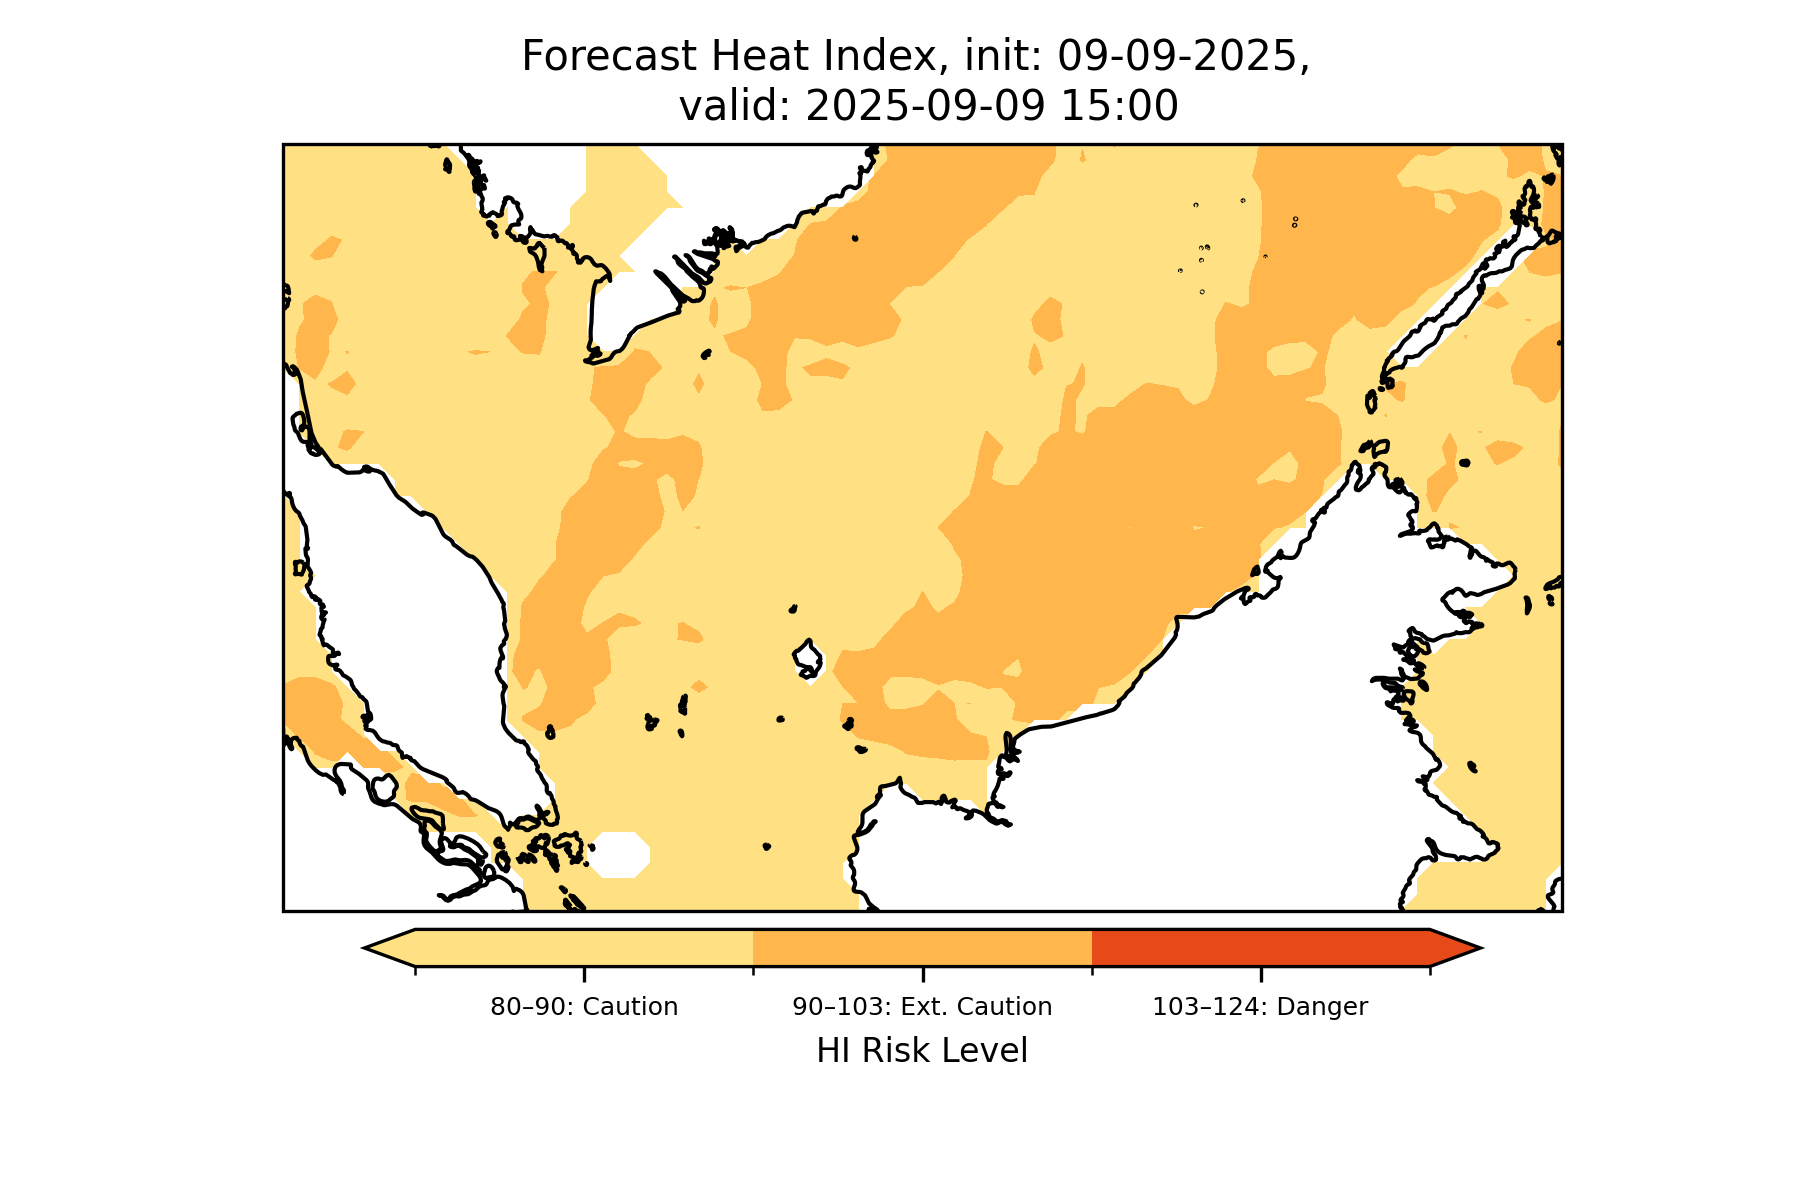 Forecast Heat Index, init: 09-09-2025,
valid: 2025-09-09 15:00
80–90: Caution
90–103: Ext. Caution
103–124: Danger
HI Risk Level